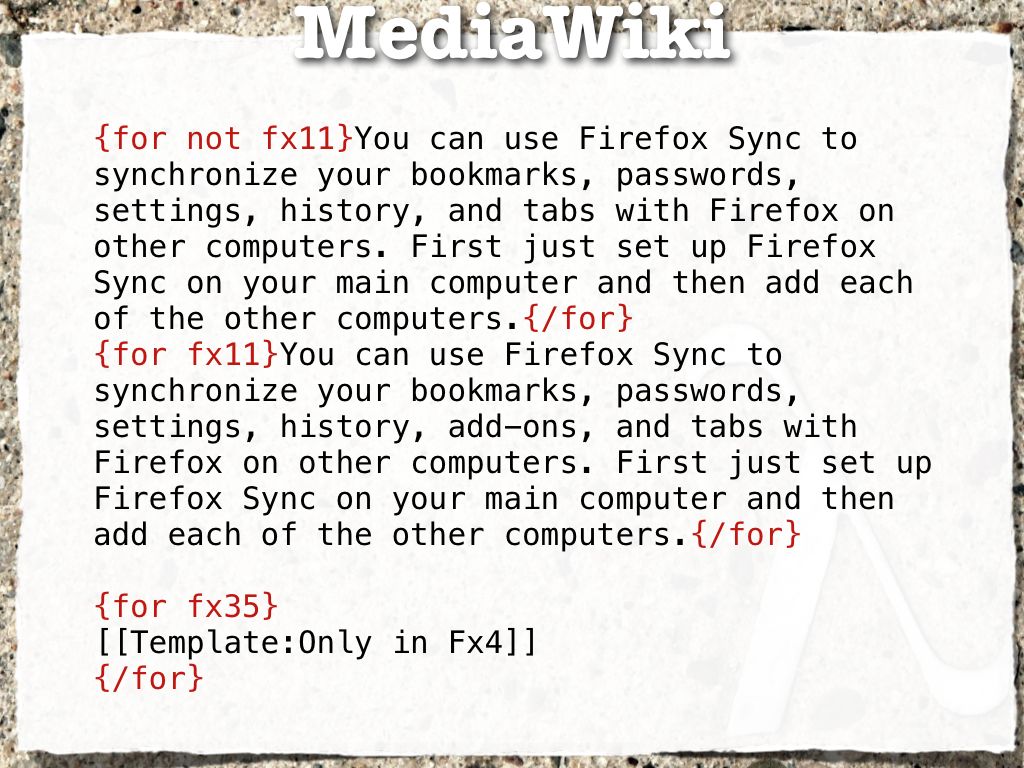 MediaWiki
{for not fx11}You can use Firefox Sync to
synchronize your bookmarks, passwords,
settings, history, and tabs with Firefox on
other computers. First just set up Firefox
Sync on your main computer and then add each
of the other computers.{/for}
{for fx11}You can use Firefox Sync to
synchronize your bookmarks, passwords,
settings, history, add-ons, and tabs with
Firefox on other computers. First just set up
Firefox Sync on your main computer and then
add each of the other computers.{/for}
{for fx35}
[[Template:Only in Fx4]]
{/for}